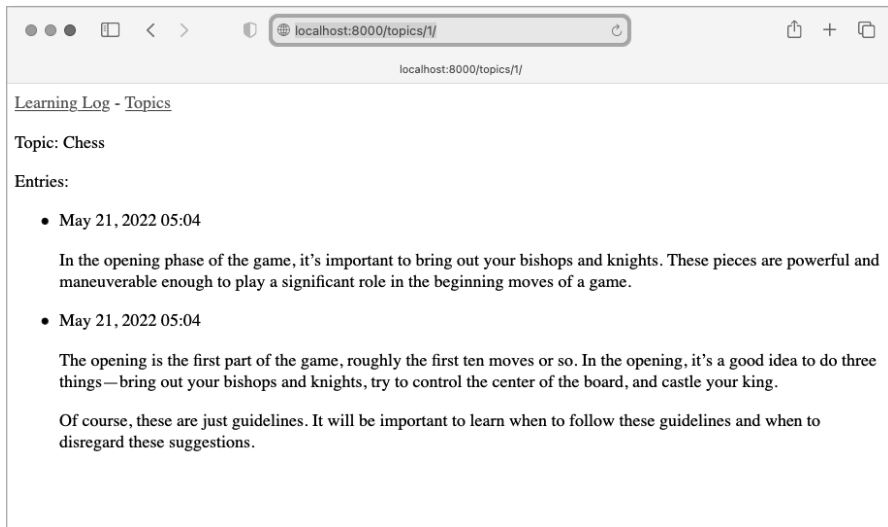 localhost:8000/topics/1/
localhost:8000/topics/1/
Learning Log - Topics
Topic: Chess
Entries:
• May 21, 2022 05:04
In the opening phase of the game, it’s important to bring out your bishops and knights. These pieces are powerful and
maneuverable enough to play a significant role in the beginning moves of a game.
• May 21, 2022 05:04
The opening is the first part of the game, roughly the first ten moves or so. In the opening, it’s a good idea to do three
things—bring out your bishops and knights, try to control the center of the board, and castle your king.
Of course, these are just guidelines. It will be important to learn when to follow these guidelines and when to
disregard these suggestions.